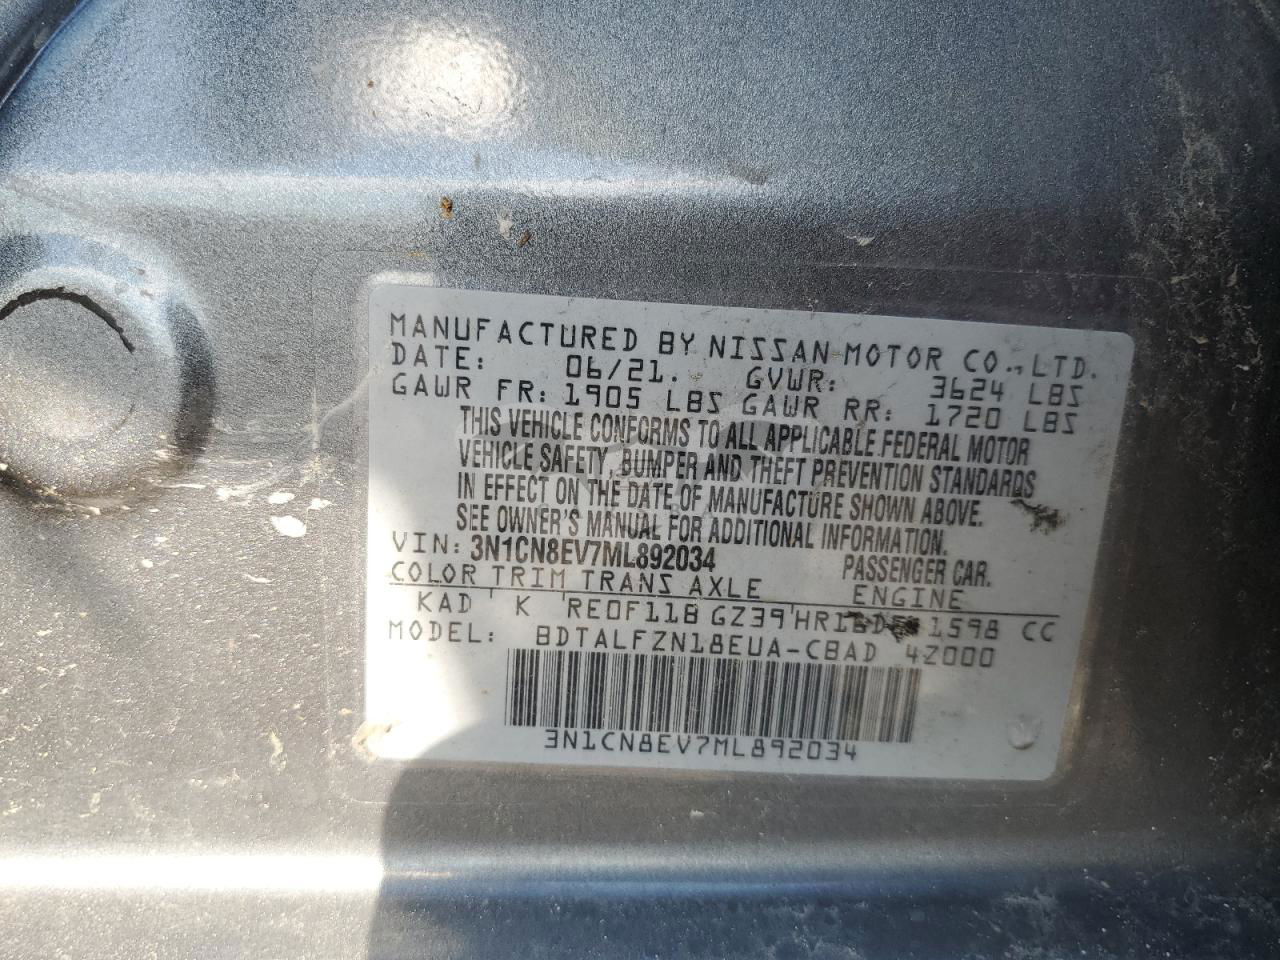 MANUFACTURED BY NISSAN MOTOR CO., LTD.
DATE: 06/21. GVWR: 3624 LBS
GAWR FR: 1905 LBS GAWR RR: 1720 LBS
THIS VEHICLE CONFORMS TO ALL APPLICABLE FEDERAL MOTOR
VEHICLE SAFETY, BUMPER AND THEFT PREVENTION STANDARDS
IN EFFECT ON THE DATE OF MANUFACTURE SHOWN ABOVE.
SEE OWNER'S MANUAL FOR ADDITIONAL INFORMATION.
VIN: 3N1CN8EV7ML892034 PASSENGER CAR.
COLOR TRIM TRANS AXLE ENGINE
KAD K RE0F11B GZ39 1598 CC
MODEL: BDTALFZN18EUA-CBAD 4Z000
3N1CN8EV7ML892034